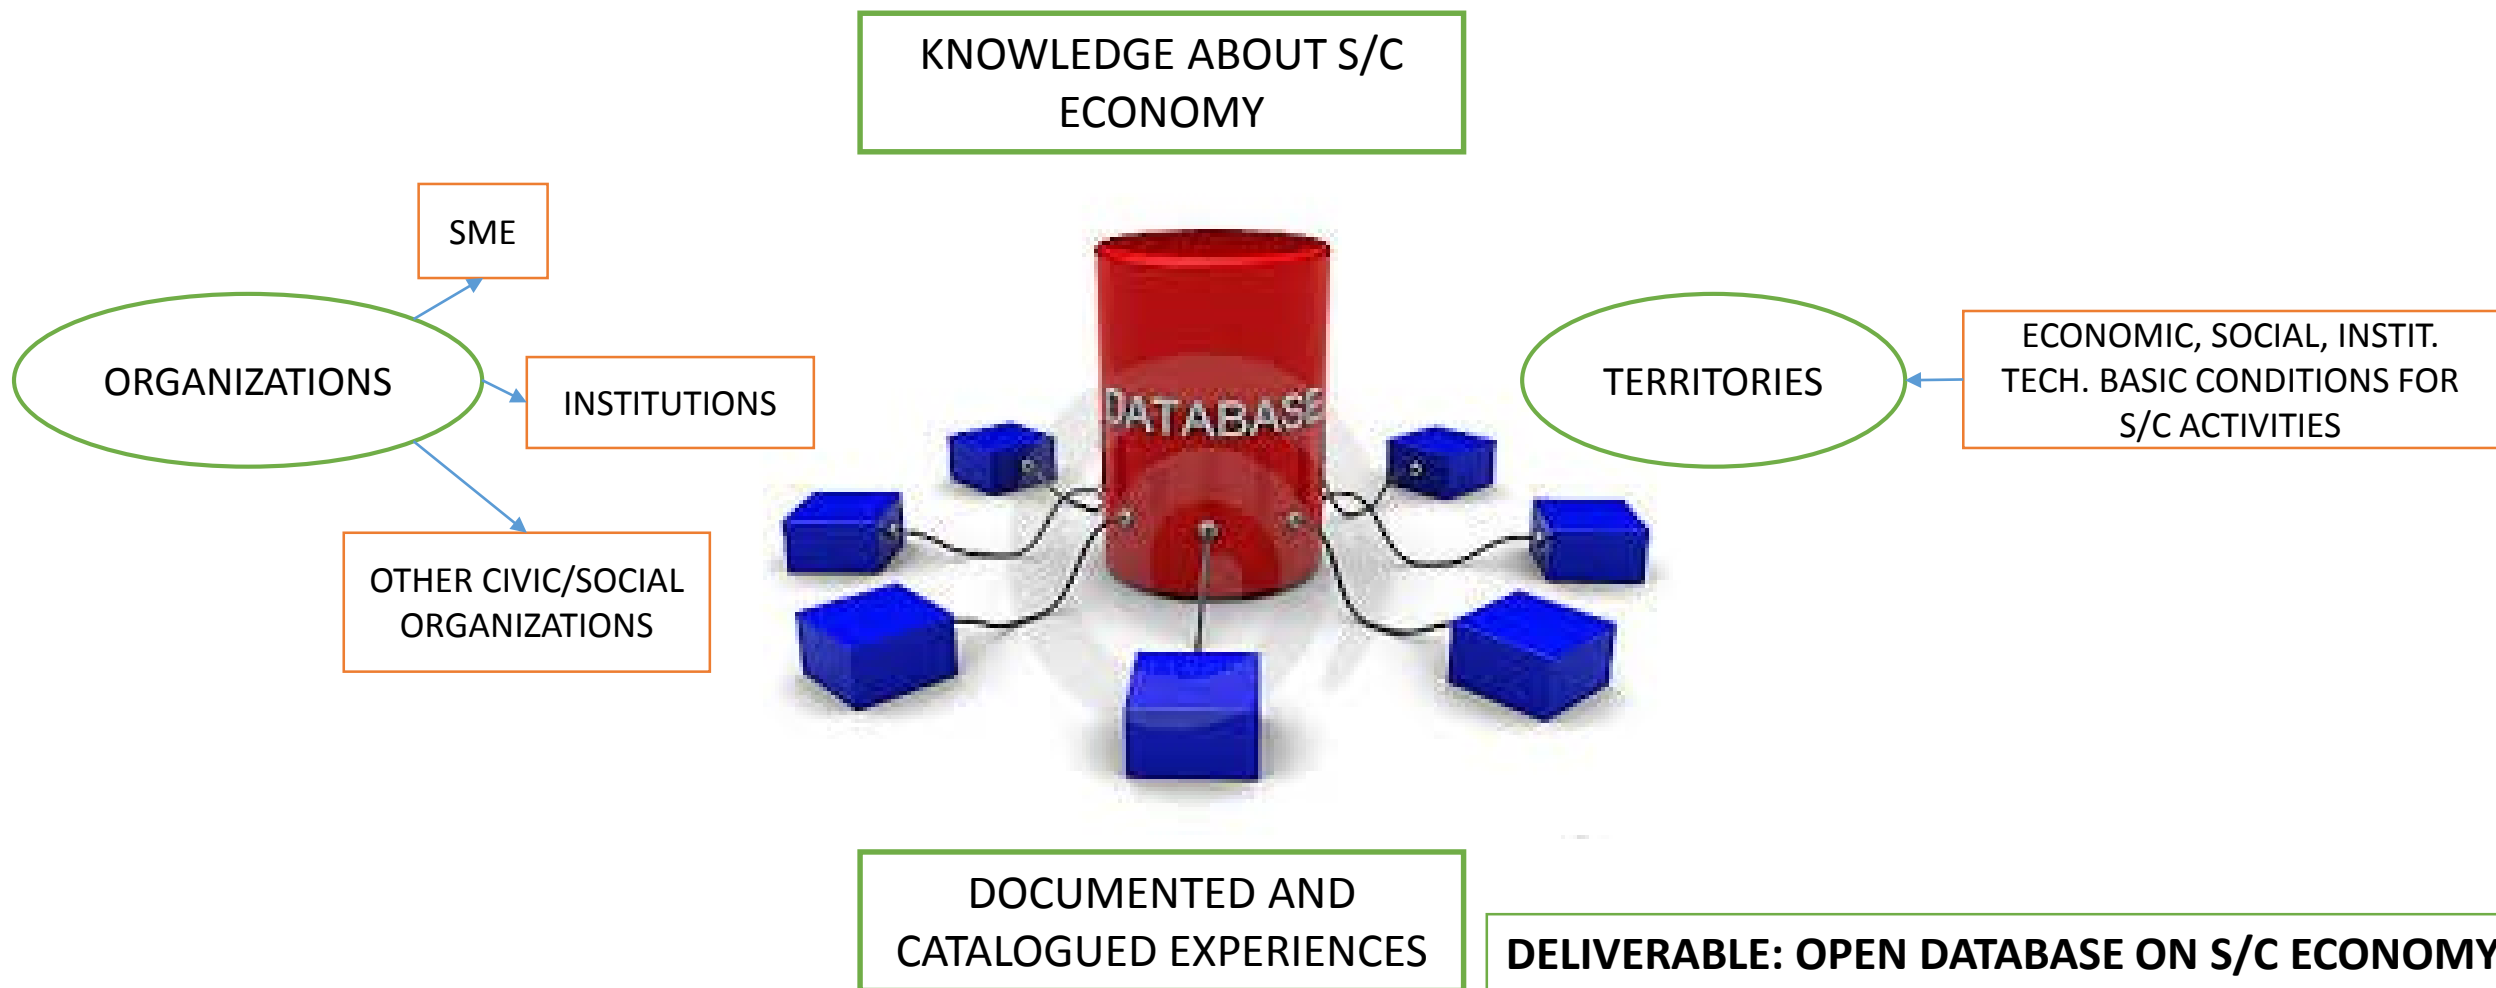 KNOWLEDGE ABOUT S/C
ECONOMY
SME
ORGANIZATIONS
INSTITUTIONS
OTHER CIVIC/SOCIAL
ORGANIZATIONS
DATABASE
TERRITORIES
ECONOMIC, SOCIAL, INSTIT.
TECH. BASIC CONDITIONS FOR
S/C ACTIVITIES
DOCUMENTED AND
CATALOGUED EXPERIENCES
DELIVERABLE: OPEN DATABASE ON S/C ECONOMY